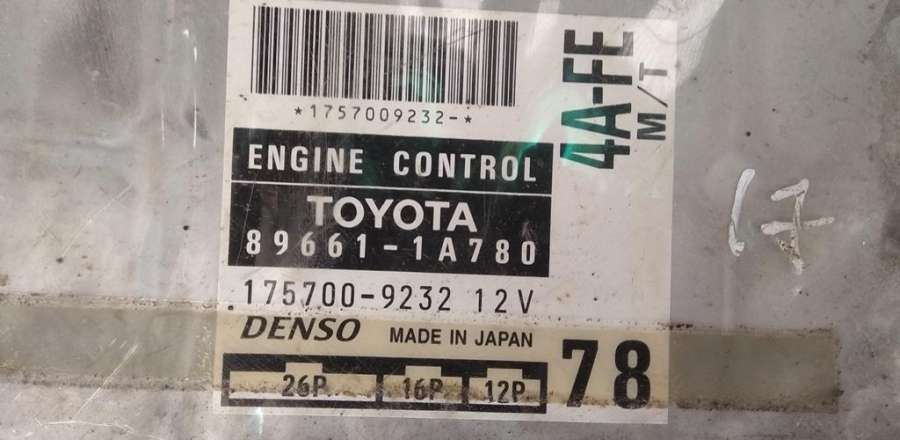 *1757009232-*
ENGINE CONTROL
TOYOTA
89661-1A780
175700-9232 12V
DENSO MADE IN JAPAN
26P 16P 12P
78
4A-FE
M/T
17